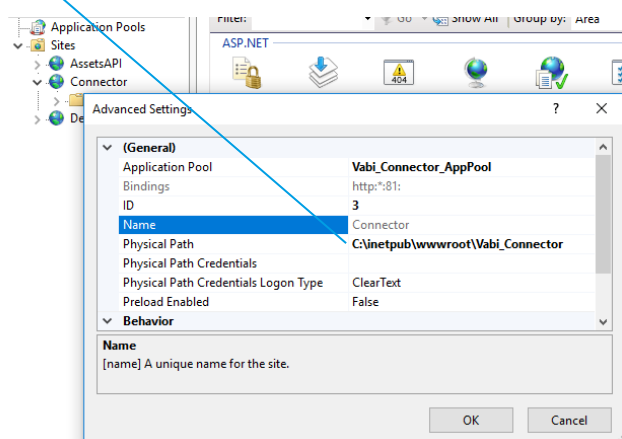 Application Pools
Sites
AssetsAPI
Connector
De
Filter:
Go
Show All
Group by:
Area
ASP.NET
404
Advanced Settings
?
(General)
Application Pool Vabi_Connector_AppPool
Bindings http:*:81:
ID 3
Name Connector
Physical Path C:\inetpub\wwwroot\Vabi_Connector
Physical Path Credentials
Physical Path Credentials Logon Type ClearText
Preload Enabled False
Behavior
Name
[name] A unique name for the site.
OK Cancel